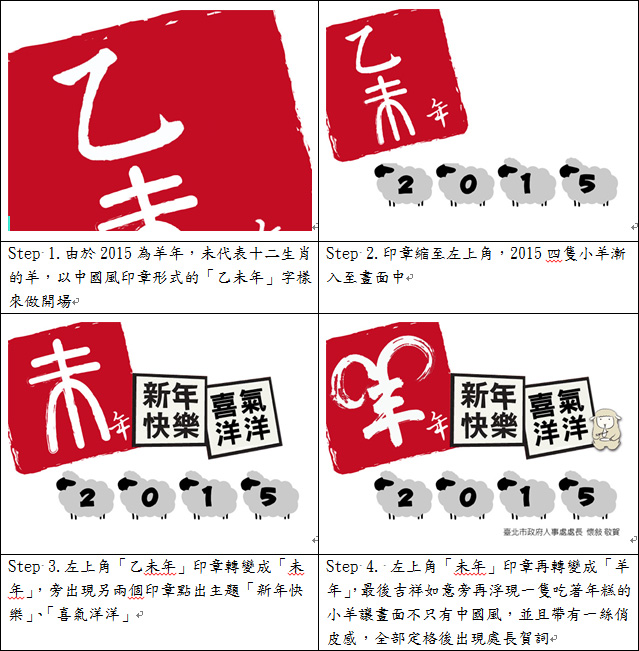 乙
未
年
乙
未
年
2 0 1 5
Step 1.由於 2015 為羊年，未代表十二生肖
的羊，以中國風印章形式的「乙未年」字樣
來做開場
Step 2.印章縮至左上角，2015 四隻小羊漸
入至畫面中
未
年
新年
快樂
喜氣
洋洋
2 0 1 5
羊
年
新年
快樂
喜氣
洋洋
2 0 1 5
臺北市政府人事處處長 懷敍 敬賀
Step 3.左上角「乙未年」印章轉變成「未
年」，旁出現另兩個印章點出主題「新年快
樂」、「喜氣洋洋」
Step 4. 左上角「未年」印章再轉變成「羊
年」，最後吉祥如意旁再浮現一隻吃著年糕的
小羊讓畫面不只有中國風，並且帶有一絲俏
皮感，全部定格後出現處長賀詞